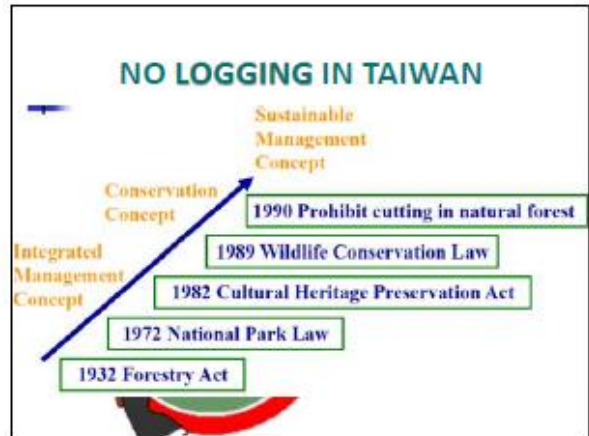 NO LOGGING IN TAIWAN
Sustainable
Management
Concept
Conservation
Concept
1990 Prohibit cutting in natural forest
Integrated
Management
Concept
1989 Wildlife Conservation Law
1982 Cultural Heritage Preservation Act
1972 National Park Law
1932 Forestry Act